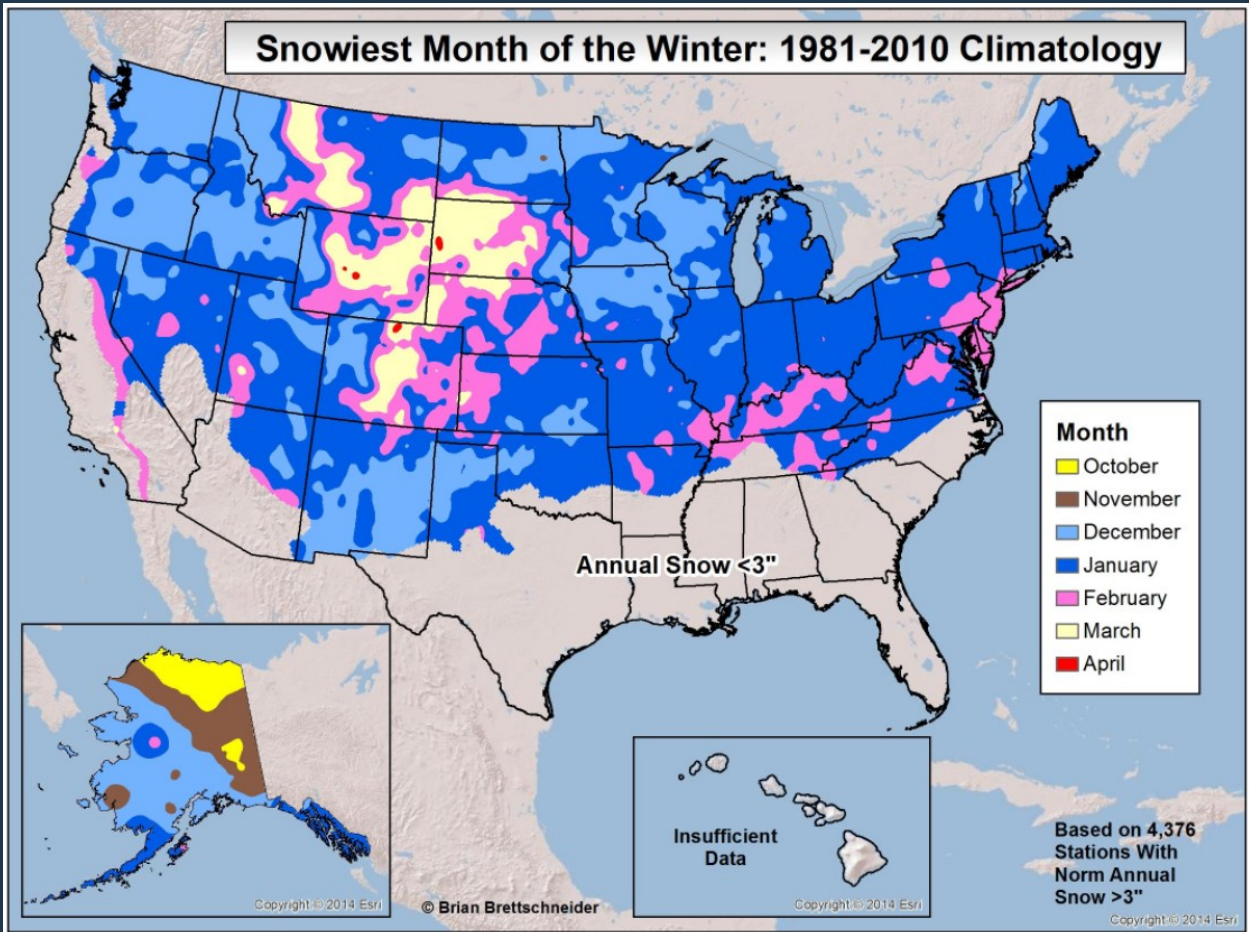 Snowiest Month of the Winter: 1981-2010 Climatology
Annual Snow <3"
Month
October
November
December
January
February
March
April
Insufficient
Data
Based on 4,376
Stations With
Norm Annual
Snow >3"
Copyright:© 2014 Esri
© Brian Brettschneider
Copyright:© 2014 Esri
Copyright:© 2014 Esri